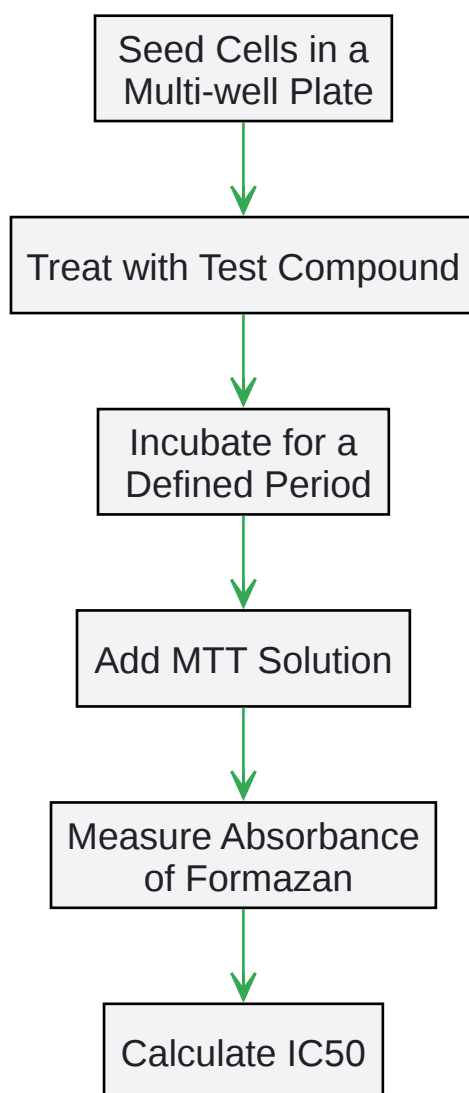 Seed Cells in a
Multi-well Plate
Treat with Test Compound
Incubate for a
Defined Period
Add MTT Solution
Measure Absorbance
of Formazan
Calculate IC50